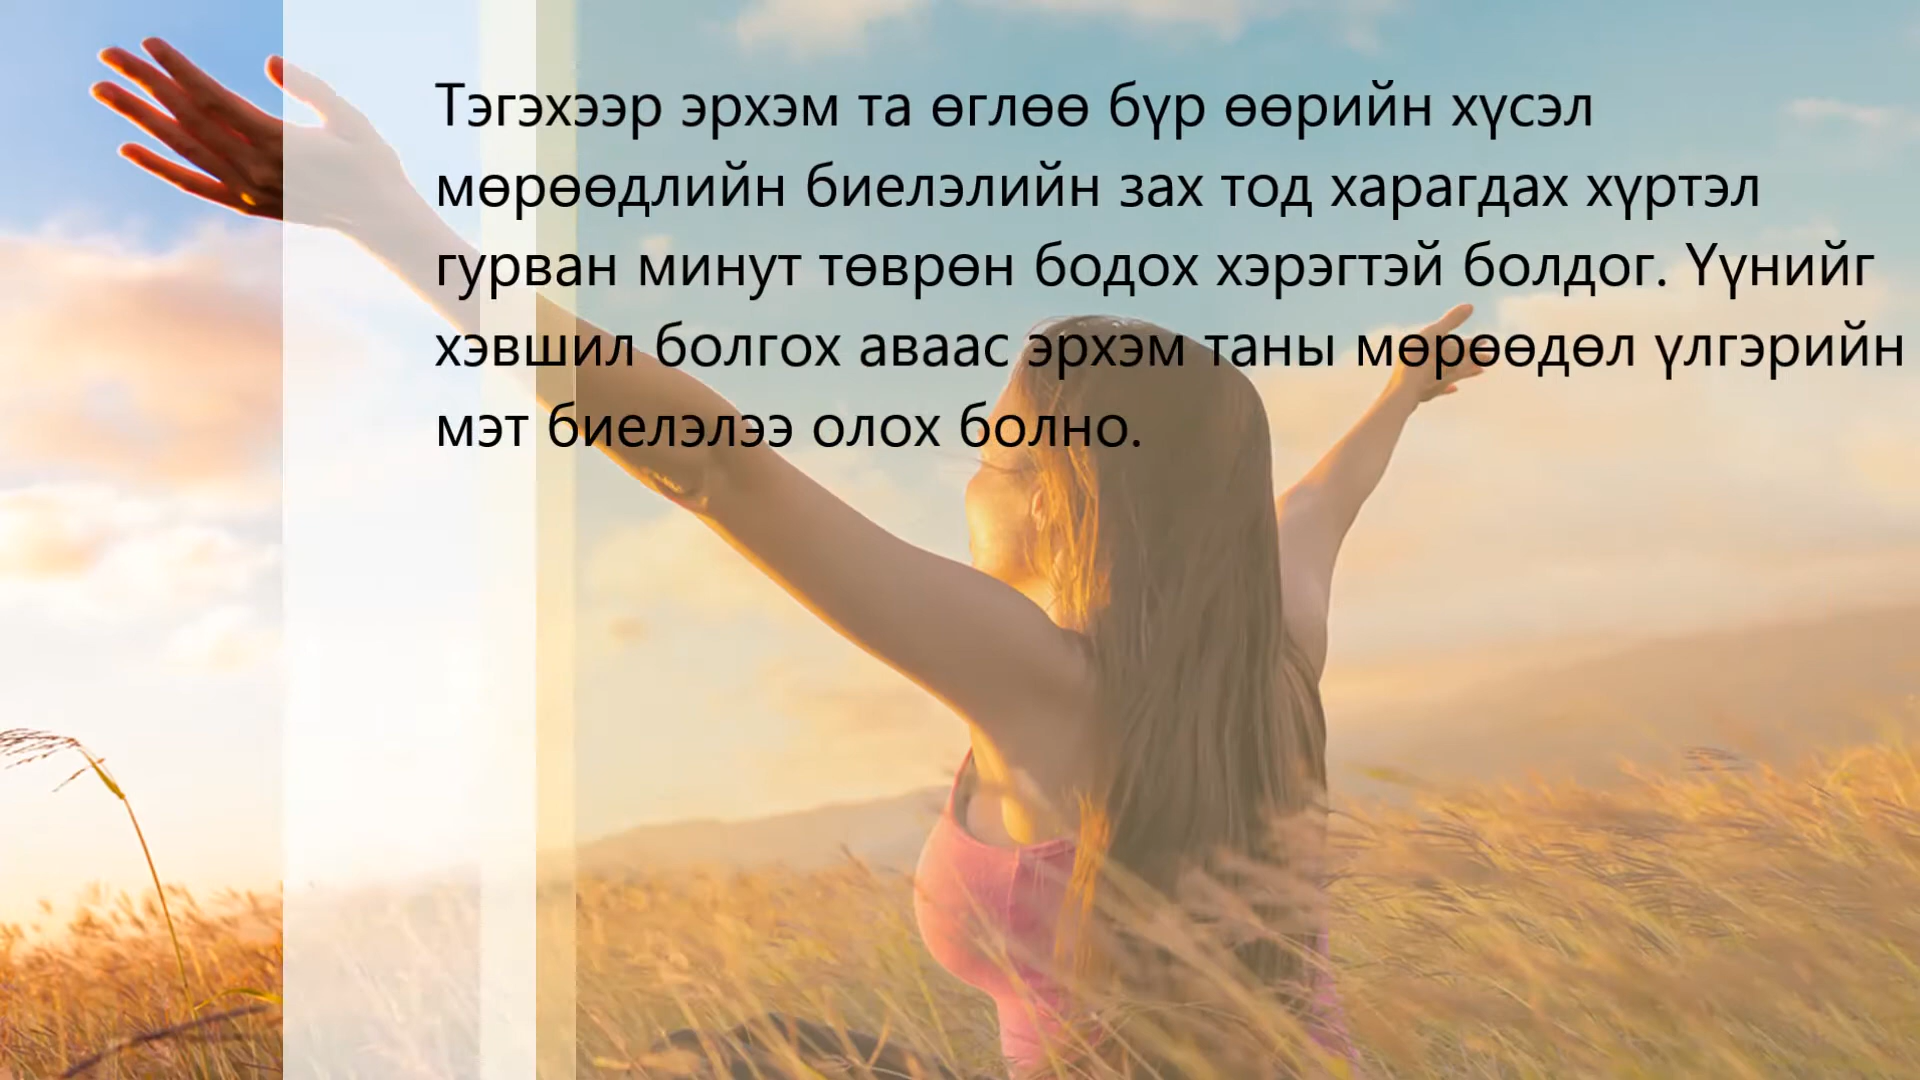 Тэгэхээр эрхэм та өглөө бүр өөрийн хүсэл
мөрөөдлийн биелэлийн зах тод харагдах хүртэл
гурван минут төврөн бодох хэрэгтэй болдог. Үүнийг
хэвшил болгох аваас эрхэм таны мөрөөдөл үлгэрийн
мэт биелэлээ олох болно.